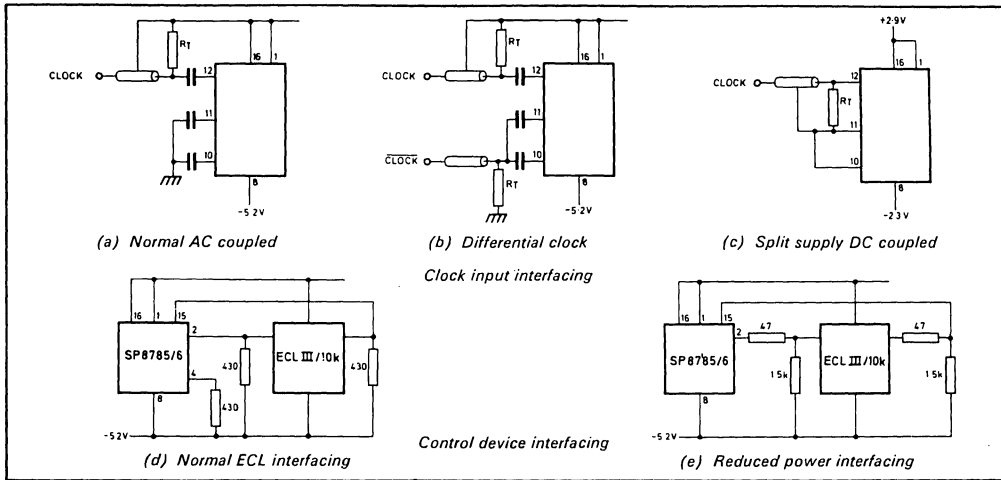 CLOCK
RT
16
1
12
11
10
8
-5·2V
(a) Normal AC coupled
CLOCK
RT
16
1
12
11
CLOCK
10
RT
8
-5·2V
(b) Differential clock
+2·9V
16
1
CLOCK
12
RT
11
10
8
-2·3V
(c) Split supply DC coupled
Clock input interfacing
16
1
15
2
SP8785/6
ECL III/10k
4
430
430
430
8
-5·2V
(d) Normal ECL interfacing
Control device interfacing
16
1
15
2
47
47
SP8785/6
ECL III/10k
1·5k
1·5k
8
-5·2V
(e) Reduced power interfacing